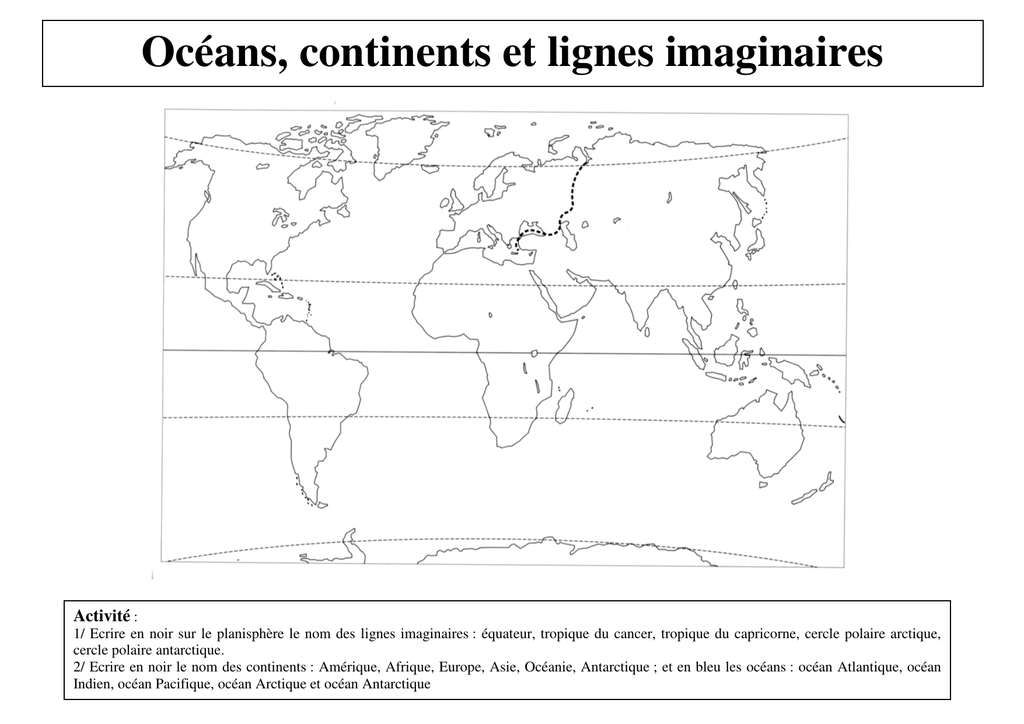 Océans, continents et lignes imaginaires
Activité :
1/ Ecrire en noir sur le planisphère le nom des lignes imaginaires : équateur, tropique du cancer, tropique du capricorne, cercle polaire arctique,
cercle polaire antarctique.
2/ Ecrire en noir le nom des continents : Amérique, Afrique, Europe, Asie, Océanie, Antarctique ; et en bleu les océans : océan Atlantique, océan
Indien, océan Pacifique, océan Arctique et océan Antarctique